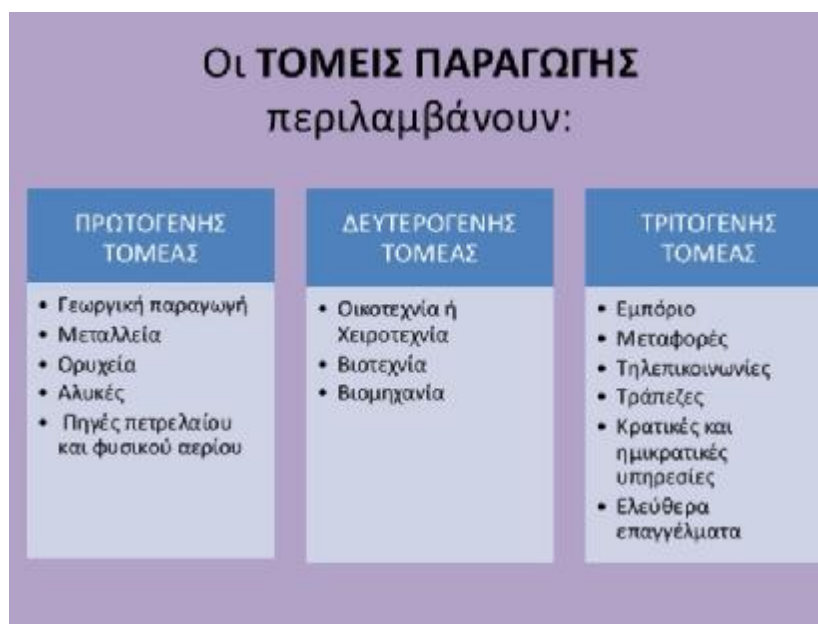 Οι ΤΟΜΕΙΣ ΠΑΡΑΓΩΓΗΣ
περιλαμβάνουν:
ΠΡΩΤΟΓΕΝΗΣ
ΤΟΜΕΑΣ
• Γεωργική παραγωγή
• Μεταλλεία
• Ορυχεία
• Αλυκές
• Πηγές πετρελαίου
και φυσικού αερίου
ΔΕΥΤΕΡΟΓΕΝΗΣ
ΤΟΜΕΑΣ
• Οικοτεχνία ή
Χειροτεχνία
• Βιοτεχνία
• Βιομηχανία
ΤΡΙΤΟΓΕΝΗΣ
ΤΟΜΕΑΣ
• Εμπόριο
• Μεταφορές
• Τηλεπικοινωνίες
• Τράπεζες
• Κρατικές και
ημικρατικές
υπηρεσίες
• Ελεύθερα
επαγγέλματα